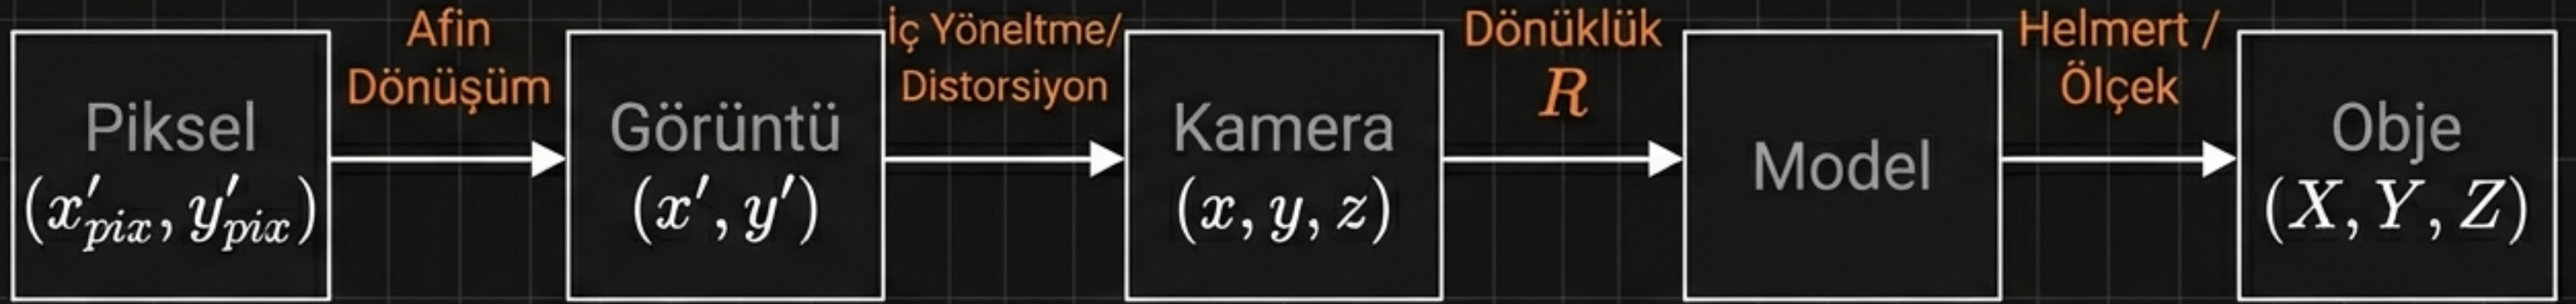 Piksel
(x′pix, y′pix)
Afin
Dönüşüm
Görüntü
(x′, y′)
İç Yöneltme/
Distorsiyon
Kamera
(x, y, z)
Dönüklük
R
Model
Helmert /
Ölçek
Obje
(X, Y, Z)